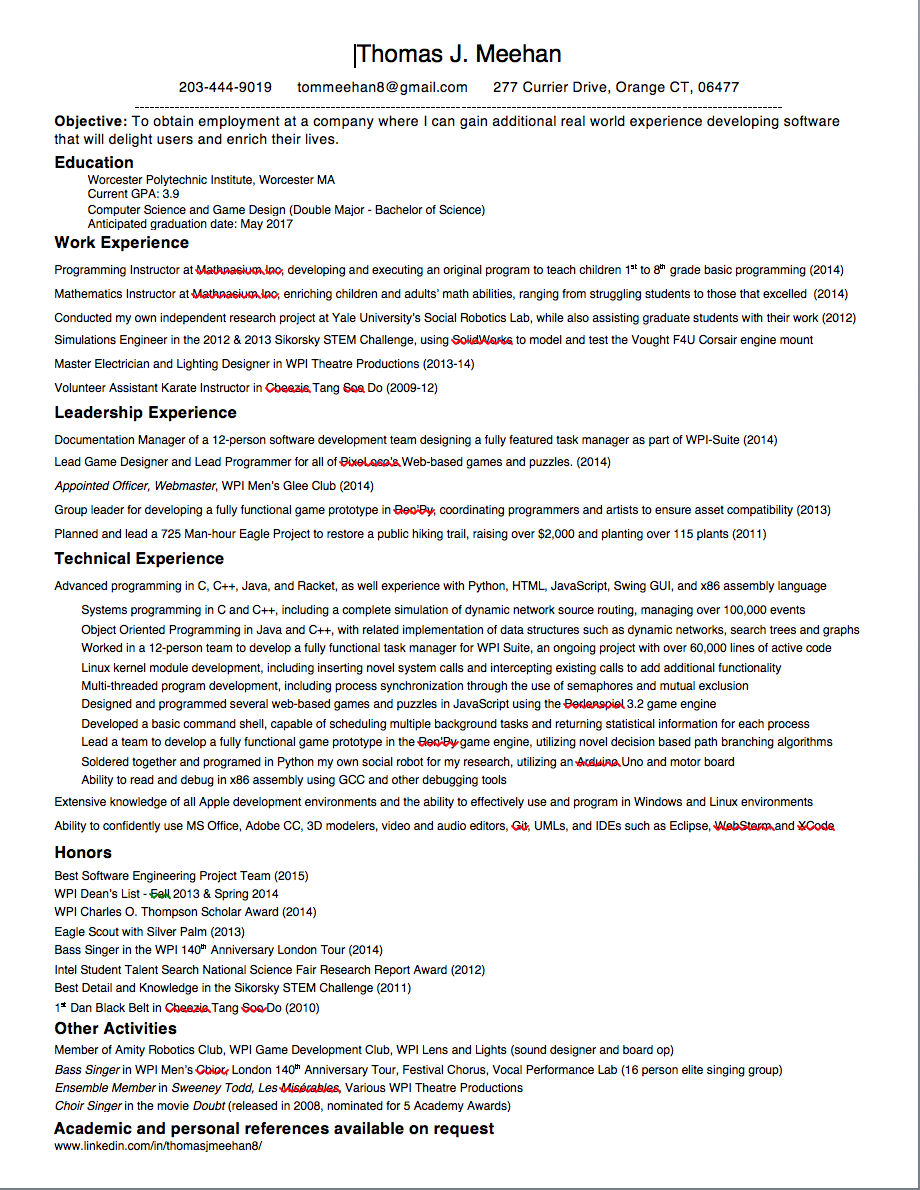 Thomas J. Meehan
203-444-9019 tommeehan8@gmail.com 277 Currier Drive, Orange CT, 06477
Objective: To obtain employment at a company where I can gain additional real world experience developing software
that will delight users and enrich their lives.
Education
Worcester Polytechnic Institute, Worcester MA
Current GPA: 3.9
Computer Science and Game Design (Double Major - Bachelor of Science)
Anticipated graduation date: May 2017
Work Experience
Programming Instructor at Mathnasium Inc, developing and executing an original program to teach children 1st to 8th grade basic programming (2014)
Mathematics Instructor at Mathnasium Inc, enriching children and adults' math abilities, ranging from struggling students to those that excelled (2014)
Conducted my own independent research project at Yale University's Social Robotics Lab, while also assisting graduate students with their work (2012)
Simulations Engineer in the 2012 & 2013 Sikorsky STEM Challenge, using SolidWorks to model and test the Vought F4U Corsair engine mount
Master Electrician and Lighting Designer in WPI Theatre Productions (2013-14)
Volunteer Assistant Karate Instructor in Cheezic Tang Soo Do (2009-12)
Leadership Experience
Documentation Manager of a 12-person software development team designing a fully featured task manager as part of WPI-Suite (2014)
Lead Game Designer and Lead Programmer for all of PixeLoco's Web-based games and puzzles. (2014)
Appointed Officer, Webmaster, WPI Men's Glee Club (2014)
Group leader for developing a fully functional game prototype in Ren'Py, coordinating programmers and artists to ensure asset compatibility (2013)
Planned and lead a 725 Man-hour Eagle Project to restore a public hiking trail, raising over $2,000 and planting over 115 plants (2011)
Technical Experience
Advanced programming in C, C++, Java, and Racket, as well experience with Python, HTML, JavaScript, Swing GUI, and x86 assembly language
Systems programming in C and C++, including a complete simulation of dynamic network source routing, managing over 100,000 events
Object Oriented Programming in Java and C++, with related implementation of data structures such as dynamic networks, search trees and graphs
Worked in a 12-person team to develop a fully functional task manager for WPI Suite, an ongoing project with over 60,000 lines of active code
Linux kernel module development, including inserting novel system calls and intercepting existing calls to add additional functionality
Multi-threaded program development, including process synchronization through the use of semaphores and mutual exclusion
Designed and programmed several web-based games and puzzles in JavaScript using the Perlenspiel 3.2 game engine
Developed a basic command shell, capable of scheduling multiple background tasks and returning statistical information for each process
Lead a team to develop a fully functional game prototype in the Ren'Py game engine, utilizing novel decision based path branching algorithms
Soldered together and programed in Python my own social robot for my research, utilizing an Arduino Uno and motor board
Ability to read and debug in x86 assembly using GCC and other debugging tools
Extensive knowledge of all Apple development environments and the ability to effectively use and program in Windows and Linux environments
Ability to confidently use MS Office, Adobe CC, 3D modelers, video and audio editors, Git, UMLs, and IDEs such as Eclipse, WebStorm and XCode
Honors
Best Software Engineering Project Team (2015)
WPI Dean's List - Fall 2013 & Spring 2014
WPI Charles O. Thompson Scholar Award (2014)
Eagle Scout with Silver Palm (2013)
Bass Singer in the WPI 140th Anniversary London Tour (2014)
Intel Student Talent Search National Science Fair Research Report Award (2012)
Best Detail and Knowledge in the Sikorsky STEM Challenge (2011)
1st Dan Black Belt in Cheezic Tang Soo Do (2010)
Other Activities
Member of Amity Robotics Club, WPI Game Development Club, WPI Lens and Lights (sound designer and board op)
Bass Singer in WPI Men's Chior, London 140th Anniversary Tour, Festival Chorus, Vocal Performance Lab (16 person elite singing group)
Ensemble Member in Sweeney Todd, Les Misérables, Various WPI Theatre Productions
Choir Singer in the movie Doubt (released in 2008, nominated for 5 Academy Awards)
Academic and personal references available on request
www.linkedin.com/in/thomasjmeehan8/